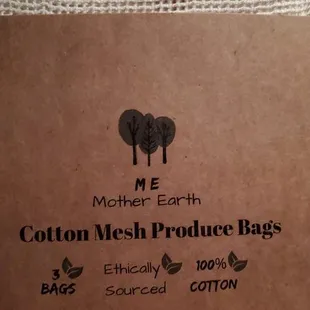 ME
Mother Earth
Cotton Mesh Produce Bags
3 Ethically 100%
BAGS Sourced COTTON